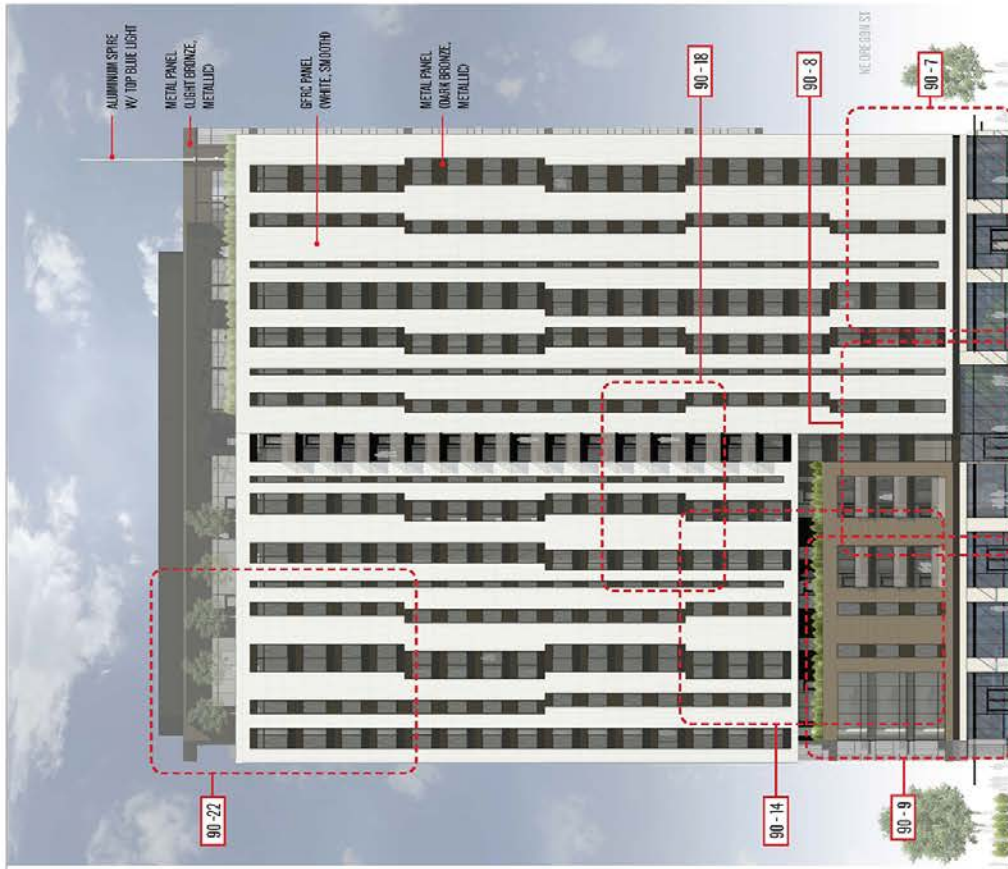 ALUMINUM SPIRE
W/ TOP BLUE LIGHT
METAL PANEL
(LIGHT BRONZE,
METALLIC)
GFRC PANEL
(WHITE, SMOOTH)
METAL PANEL
(DARK BRONZE,
METALLIC)
90-18
90-8
NE OREGON ST
90-7
90-22
90-14
90-9